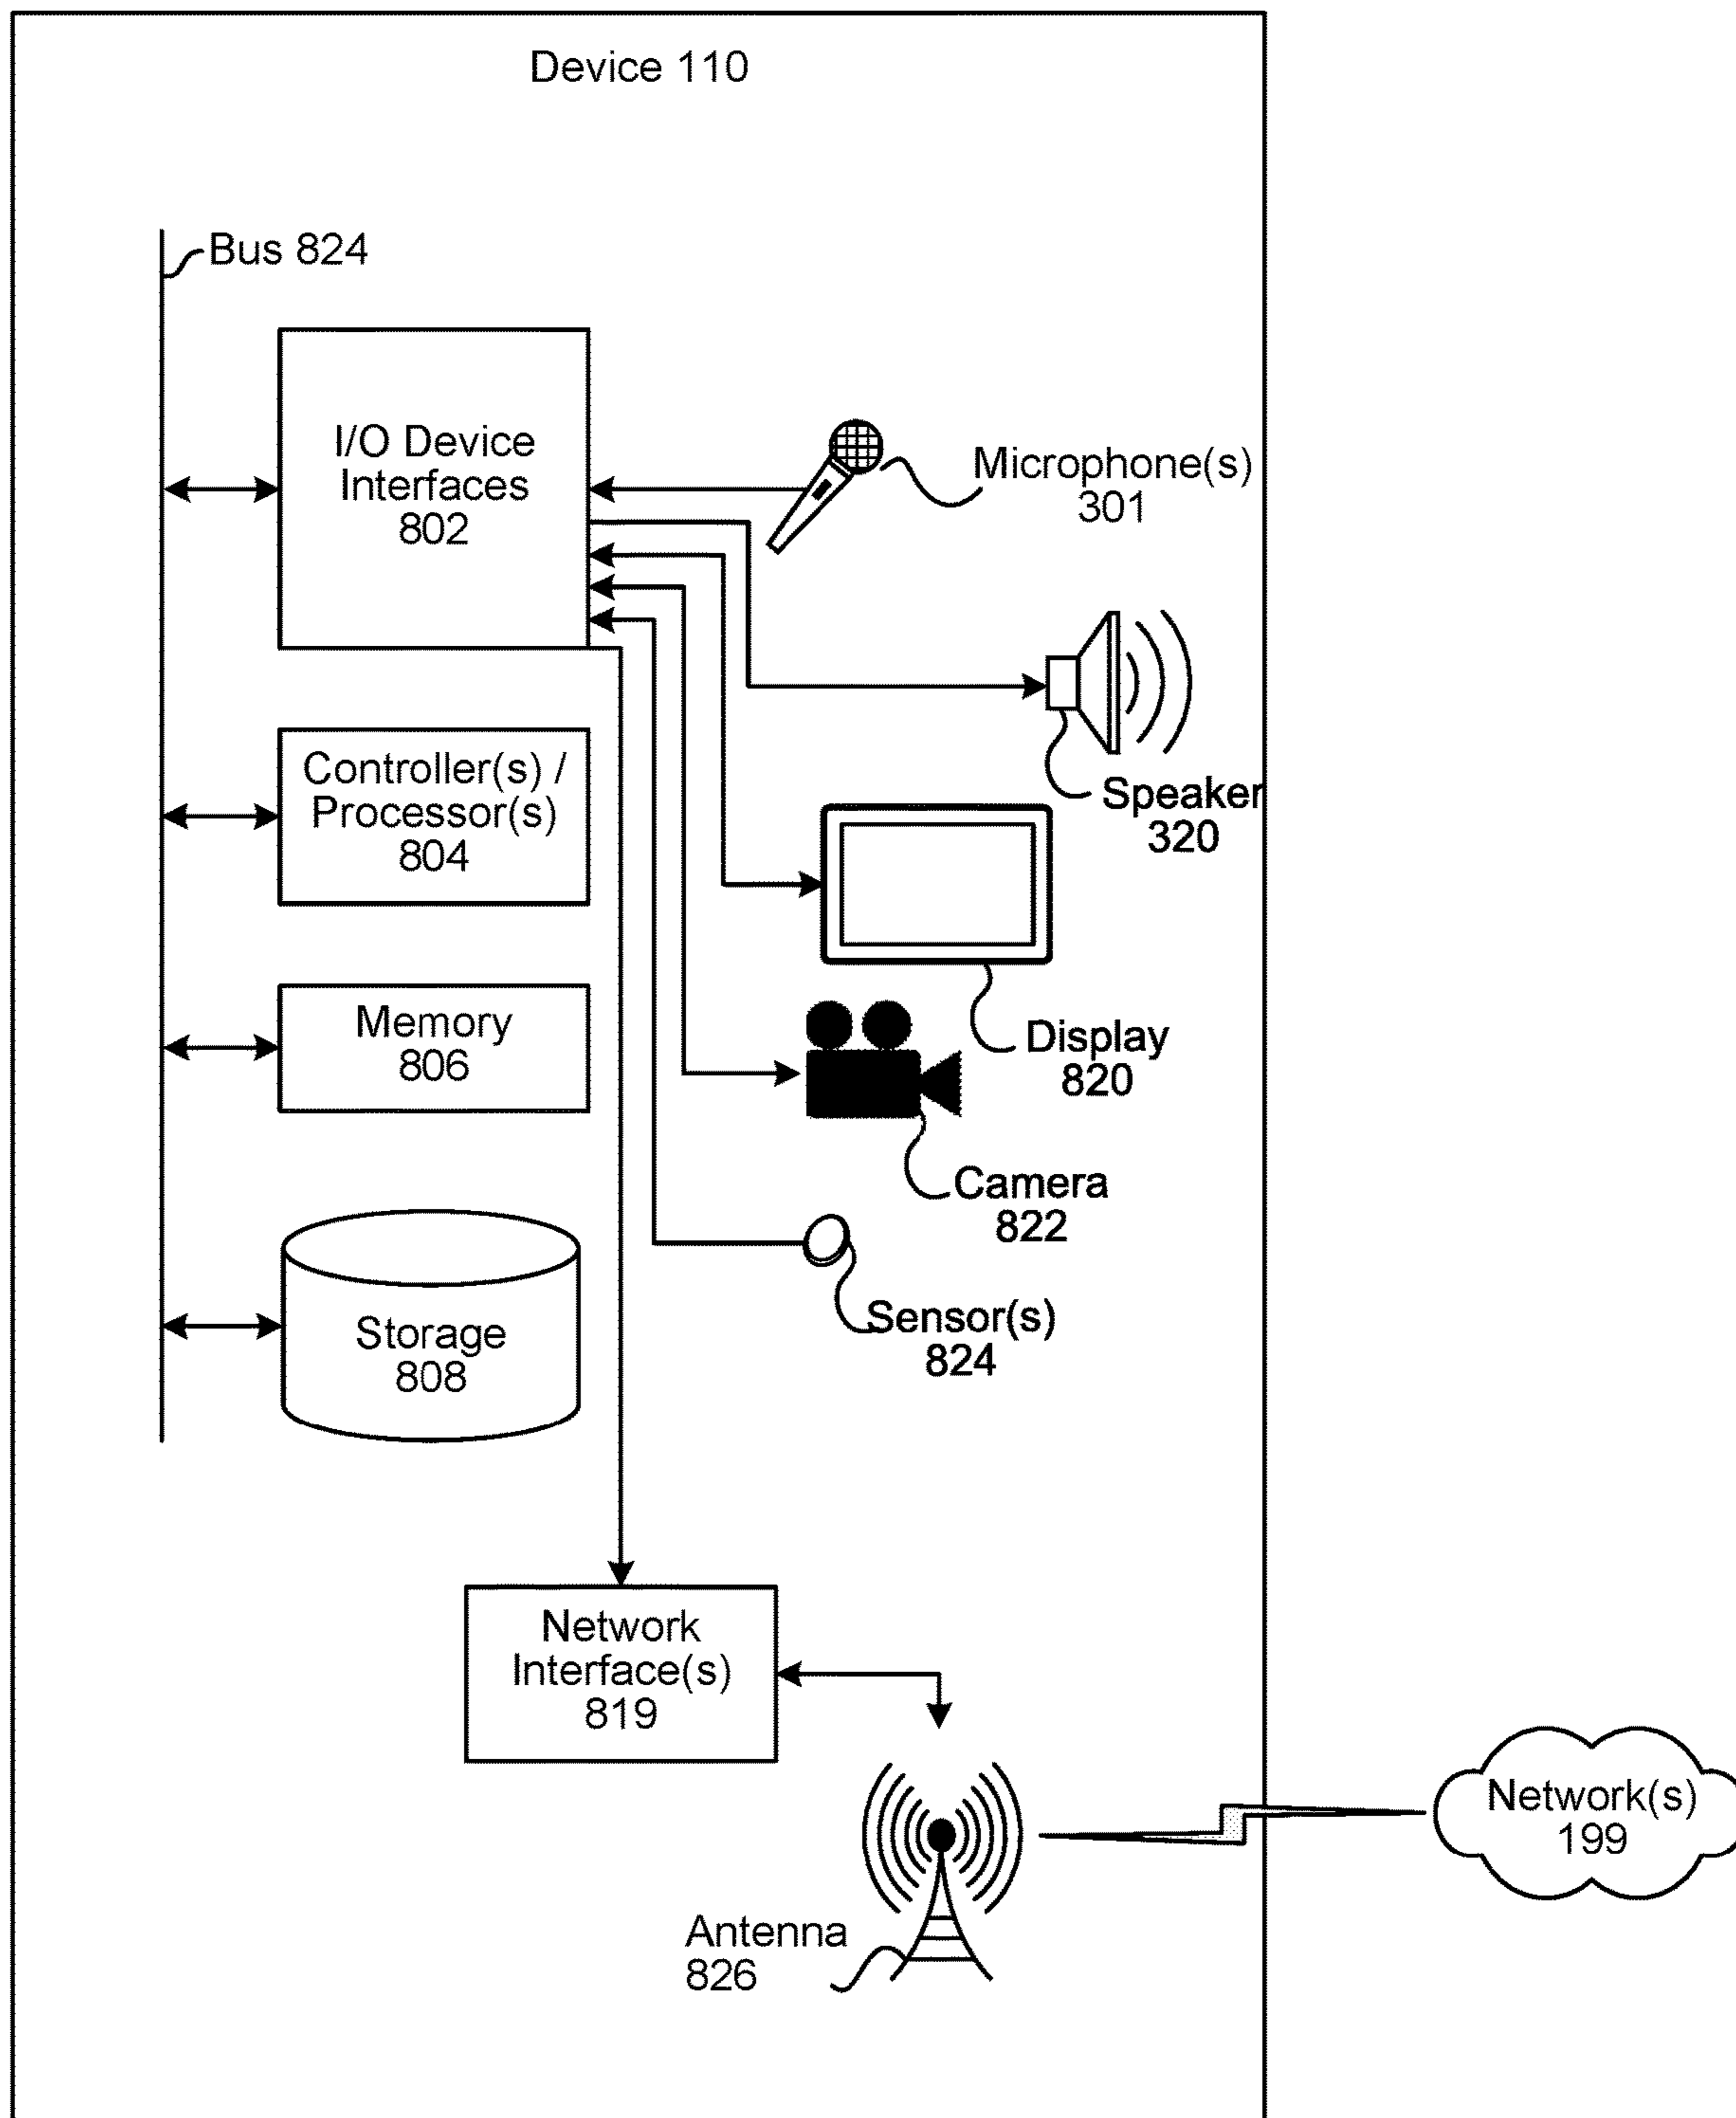 Device 110
Bus 824
I/O Device
Interfaces
802
Microphone(s)
301
Speaker
320
Controller(s) /
Processor(s)
804
Display
820
Memory
806
Camera
822
Sensor(s)
824
Storage
808
Network
Interface(s)
819
Network(s)
199
Antenna
826